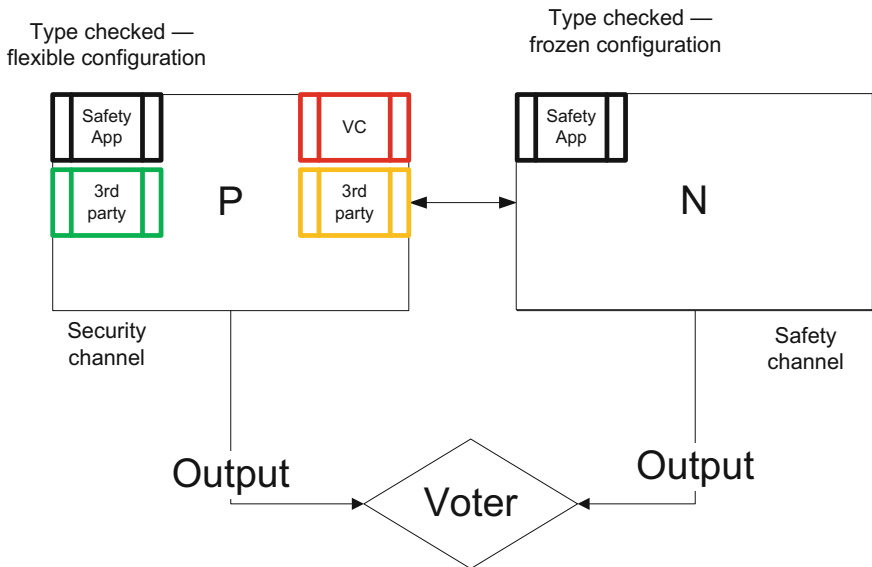 Type checked —
flexible configuration
Type checked —
frozen configuration
Safety
App
VC
3rd
party
P
3rd
party
Safety
App
N
Security
channel
Safety
channel
Output
Output
Voter